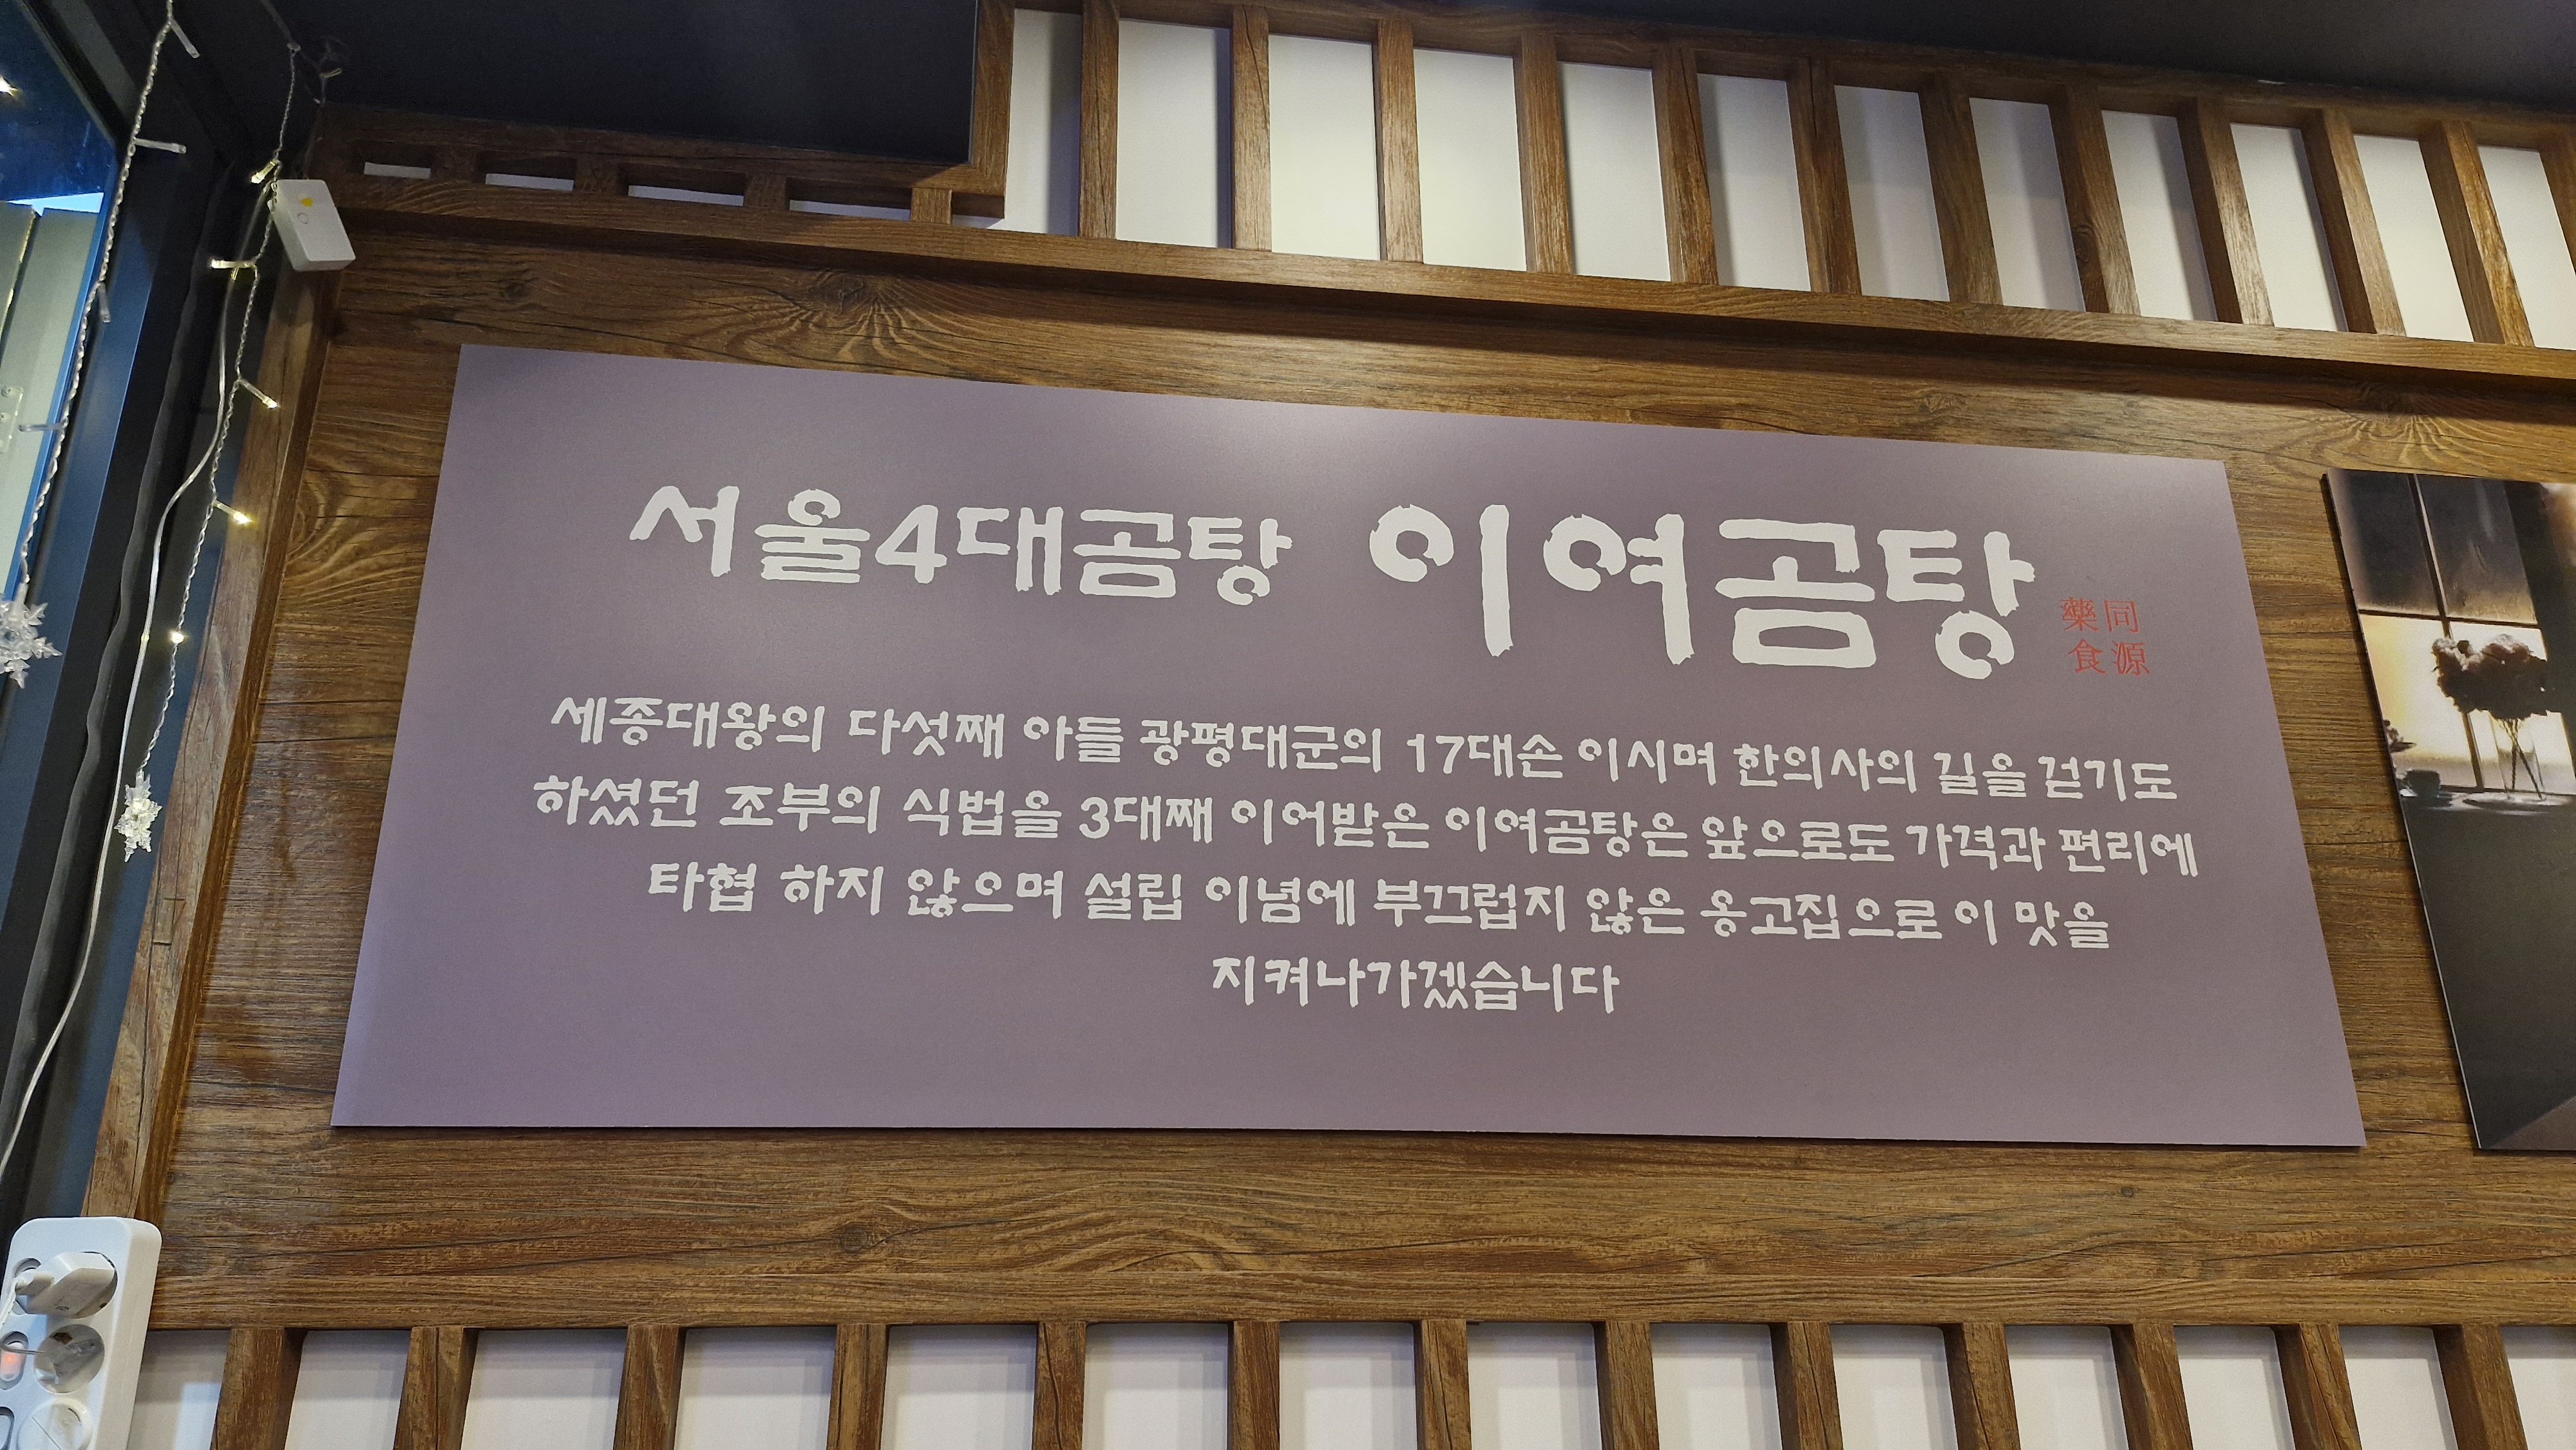 서울4대곰탕 이여곰탕
藥同
食源
세종대왕의 다섯째 아들 광평대군의 17대손 이시며 한의사의 길을 걷기도
하셨던 조부의 식법을 3대째 이어받은 이여곰탕은 앞으로도 가격과 편리에
타협 하지 않으며 설립 이념에 부끄럽지 않은 옹고집으로 이 맛을
지켜나가겠습니다